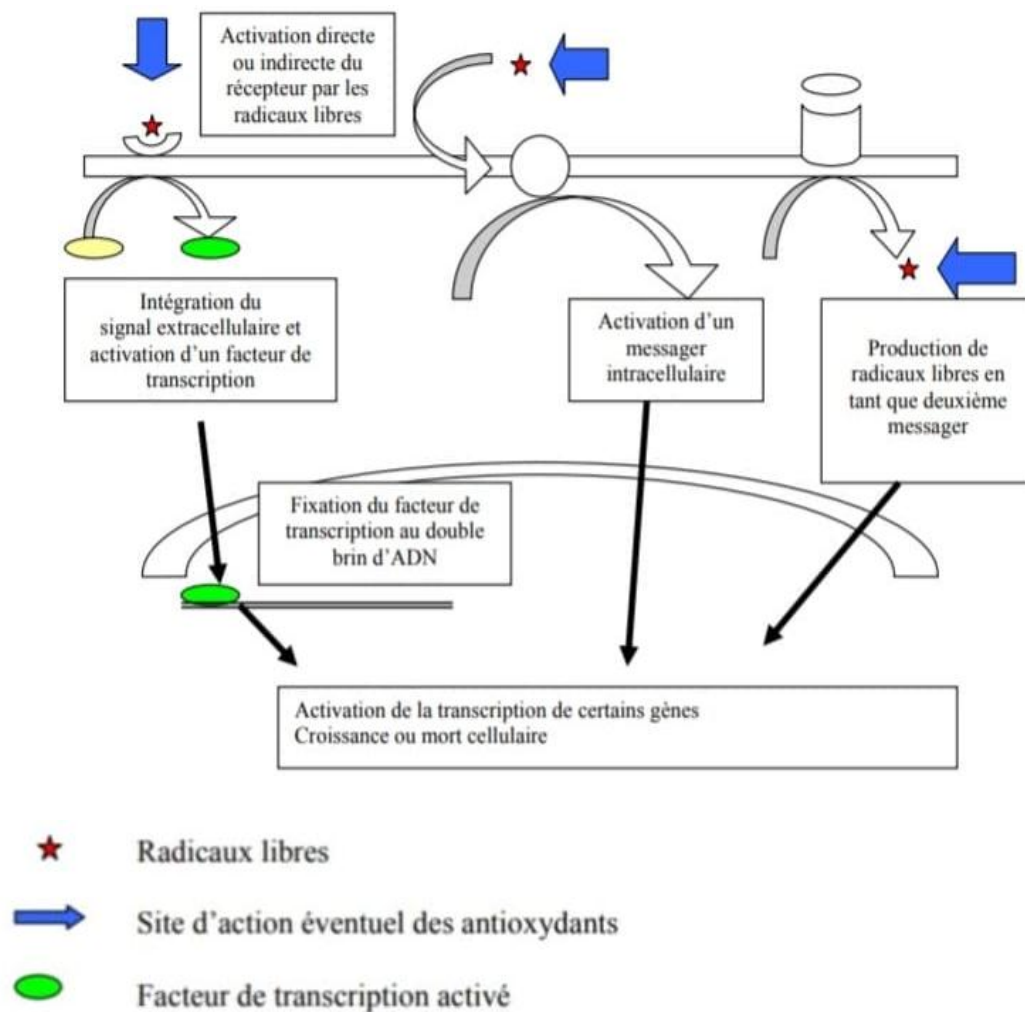 Activation directe
ou indirecte du
récepteur par les
radicaux libres
Intégration du
signal extracellulaire et
activation d'un facteur de
transcription
Activation d'un
messager
intracellulaire
Production de
radicaux libres en
tant que deuxième
messager
Fixation du facteur de
transcription au double
brin d'ADN
Activation de la transcription de certains gènes
Croissance ou mort cellulaire
Radicaux libres
Site d'action éventuel des antioxydants
Facteur de transcription activé